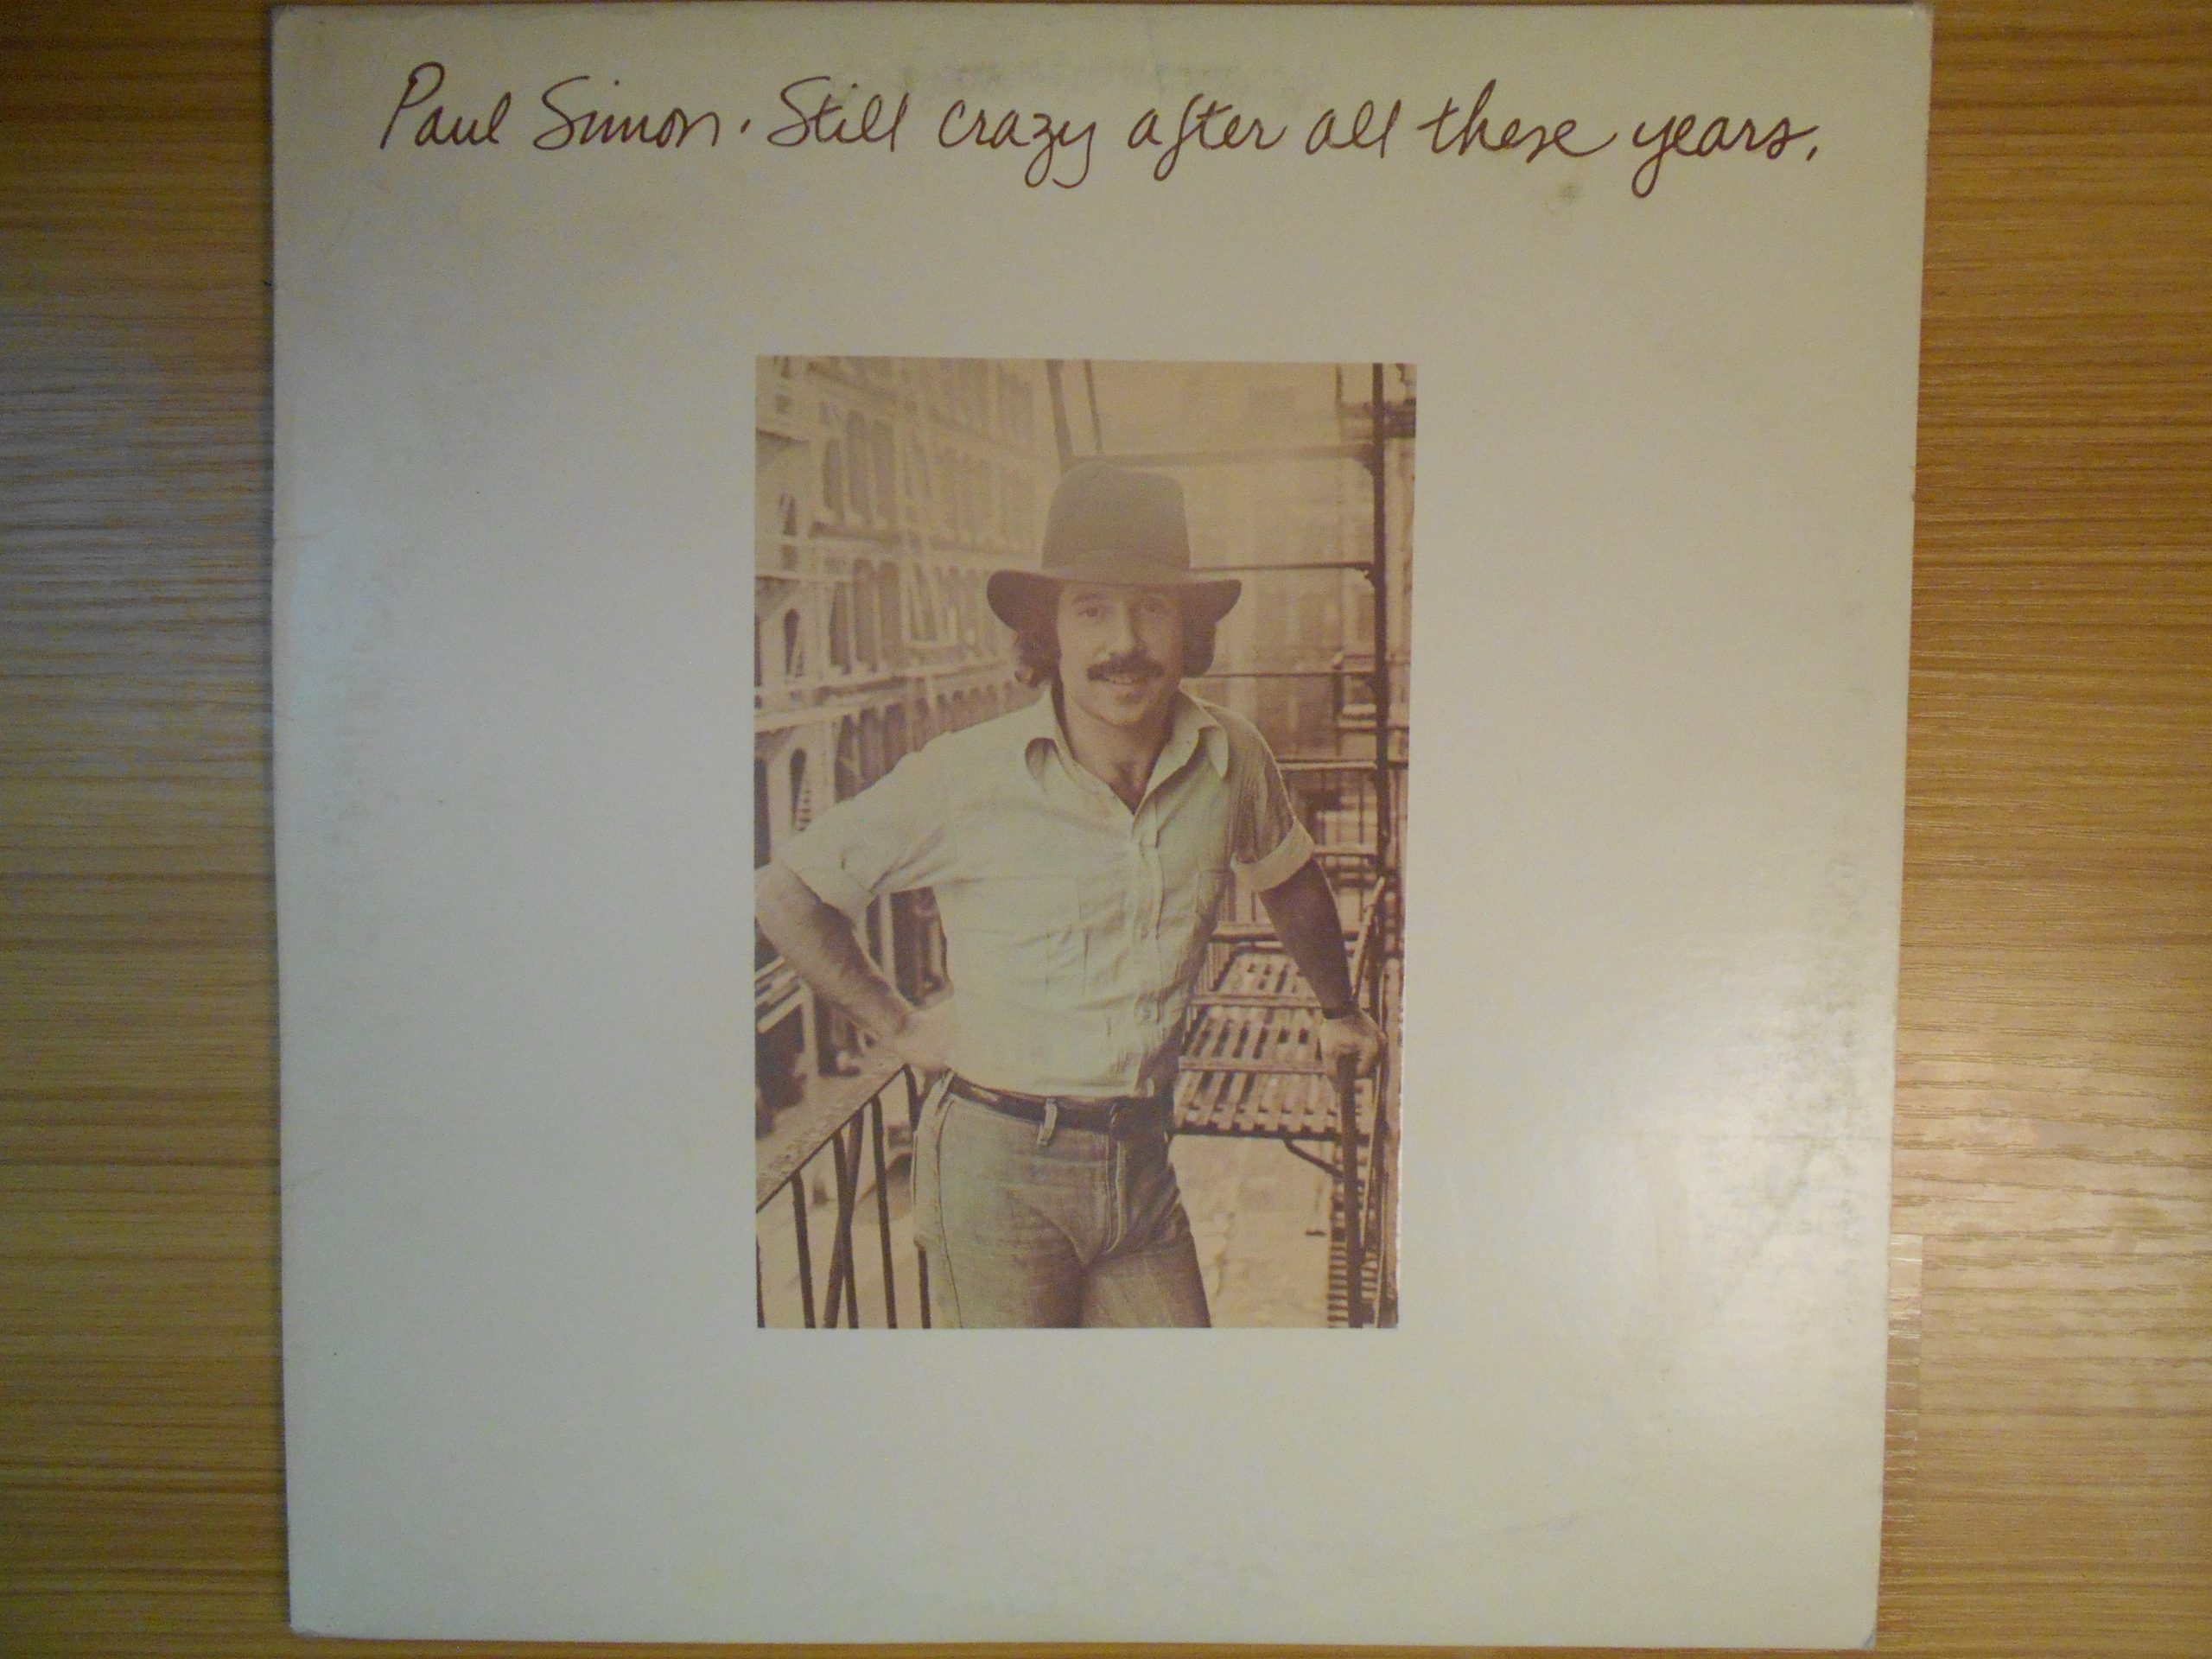 Paul Simon. Still crazy after all these years.